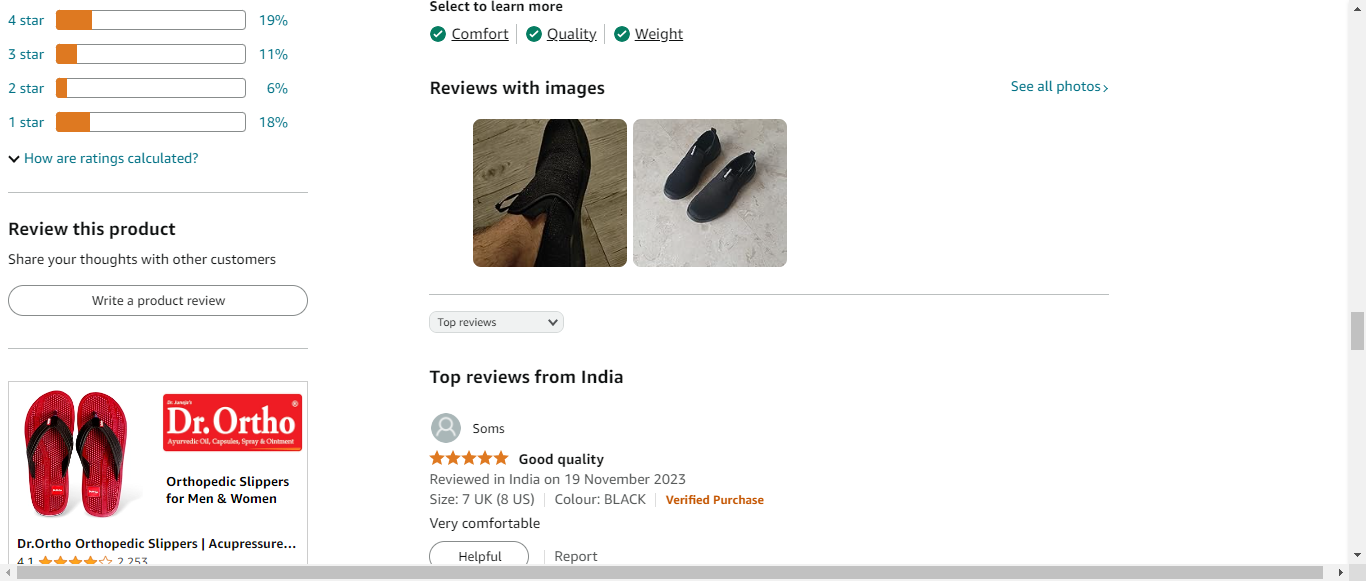 4 star 19%
3 star 11%
2 star 6%
1 star 18%
How are ratings calculated?
Review this product
Share your thoughts with other customers
Write a product review
Dr. Juneja's
Dr.Ortho ®
Ayurvedic Oil, Capsules, Spray & Ointment
Orthopedic Slippers
for Men & Women
Dr.Ortho Orthopedic Slippers | Acupressure...
4.1 2,253
Select to learn more
Comfort Quality Weight
Reviews with images See all photos ›
Top reviews
Top reviews from India
Soms
Good quality
Reviewed in India on 19 November 2023
Size: 7 UK (8 US) Colour: BLACK Verified Purchase
Very comfortable
Helpful Report